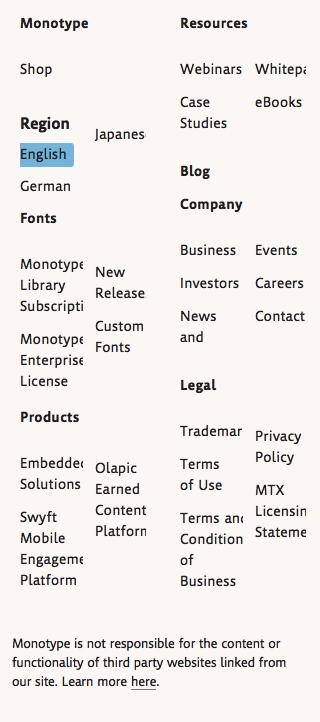 Monotype
Shop
Region
English
Japanes
German
Fonts
Monotype
Library
Subscripti
New
Release
Monotype
Enterprise
License
Custom
Fonts
Products
Embedded
Solutions
Olapic
Earned
Content
Platforn
Swyft
Mobile
Engageme
Platform
Resources
Webinars
Whitepa
Case
Studies
eBooks
Blog
Company
Business
Events
Investors
Careers
News
and
Contact
Legal
Trademar
Privacy
Policy
Terms
of Use
MTX
Licensin
Stateme
Terms and
Condition
of
Business
Monotype is not responsible for the content or
functionality of third party websites linked from
our site. Learn more here.